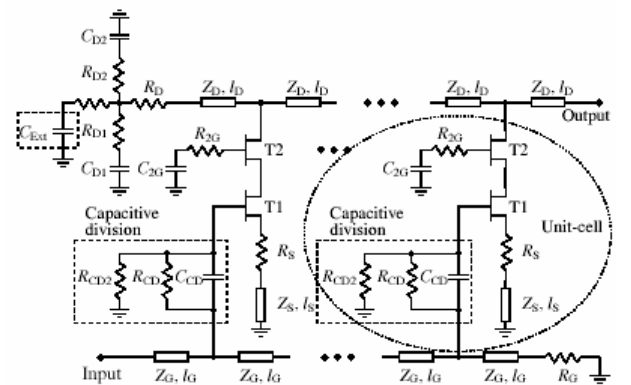 C_D2
R_D2
R_D
Z_D, l_D
Z_D, l_D
Z_D, l_D
Z_D, l_D
C_Ext
R_D1
Output
R_2G
T2
R_2G
T2
C_D1
C_2G
C_2G
Capacitive
division
T1
Capacitive
division
T1
Unit-cell
R_S
R_S
R_CD2
R_CD
C_CD
R_CD2
R_CD
C_CD
Z_S, l_S
Z_S, l_S
Input
Z_G, l_G
Z_G, l_G
Z_G, l_G
Z_G, l_G
R_G